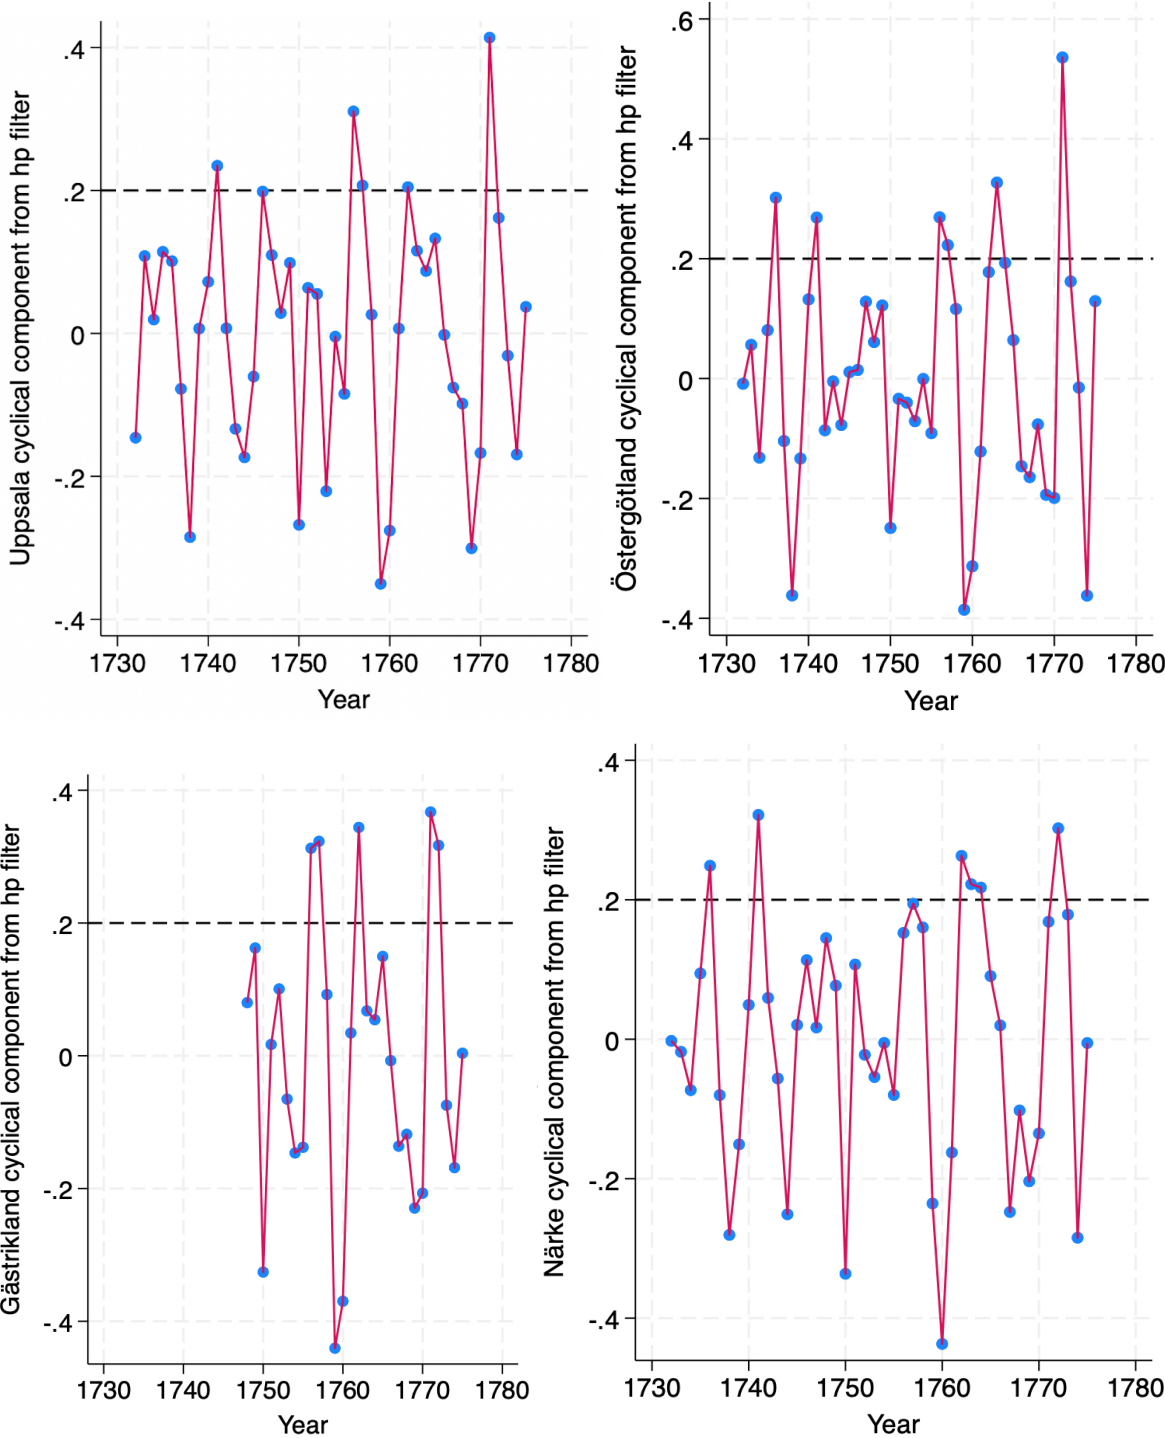 Uppsala cyclical component from hp filter
.4
.2
0
-.2
-.4
1730 1740 1750 1760 1770 1780
Year
Östergötland cyclical component from hp filter
.6
.4
.2
0
-.2
-.4
1730 1740 1750 1760 1770 1780
Year
Gästrikland cyclical component from hp filter
.4
.2
0
-.2
-.4
1730 1740 1750 1760 1770 1780
Year
Närke cyclical component from hp filter
.4
.2
0
-.2
-.4
1730 1740 1750 1760 1770 1780
Year